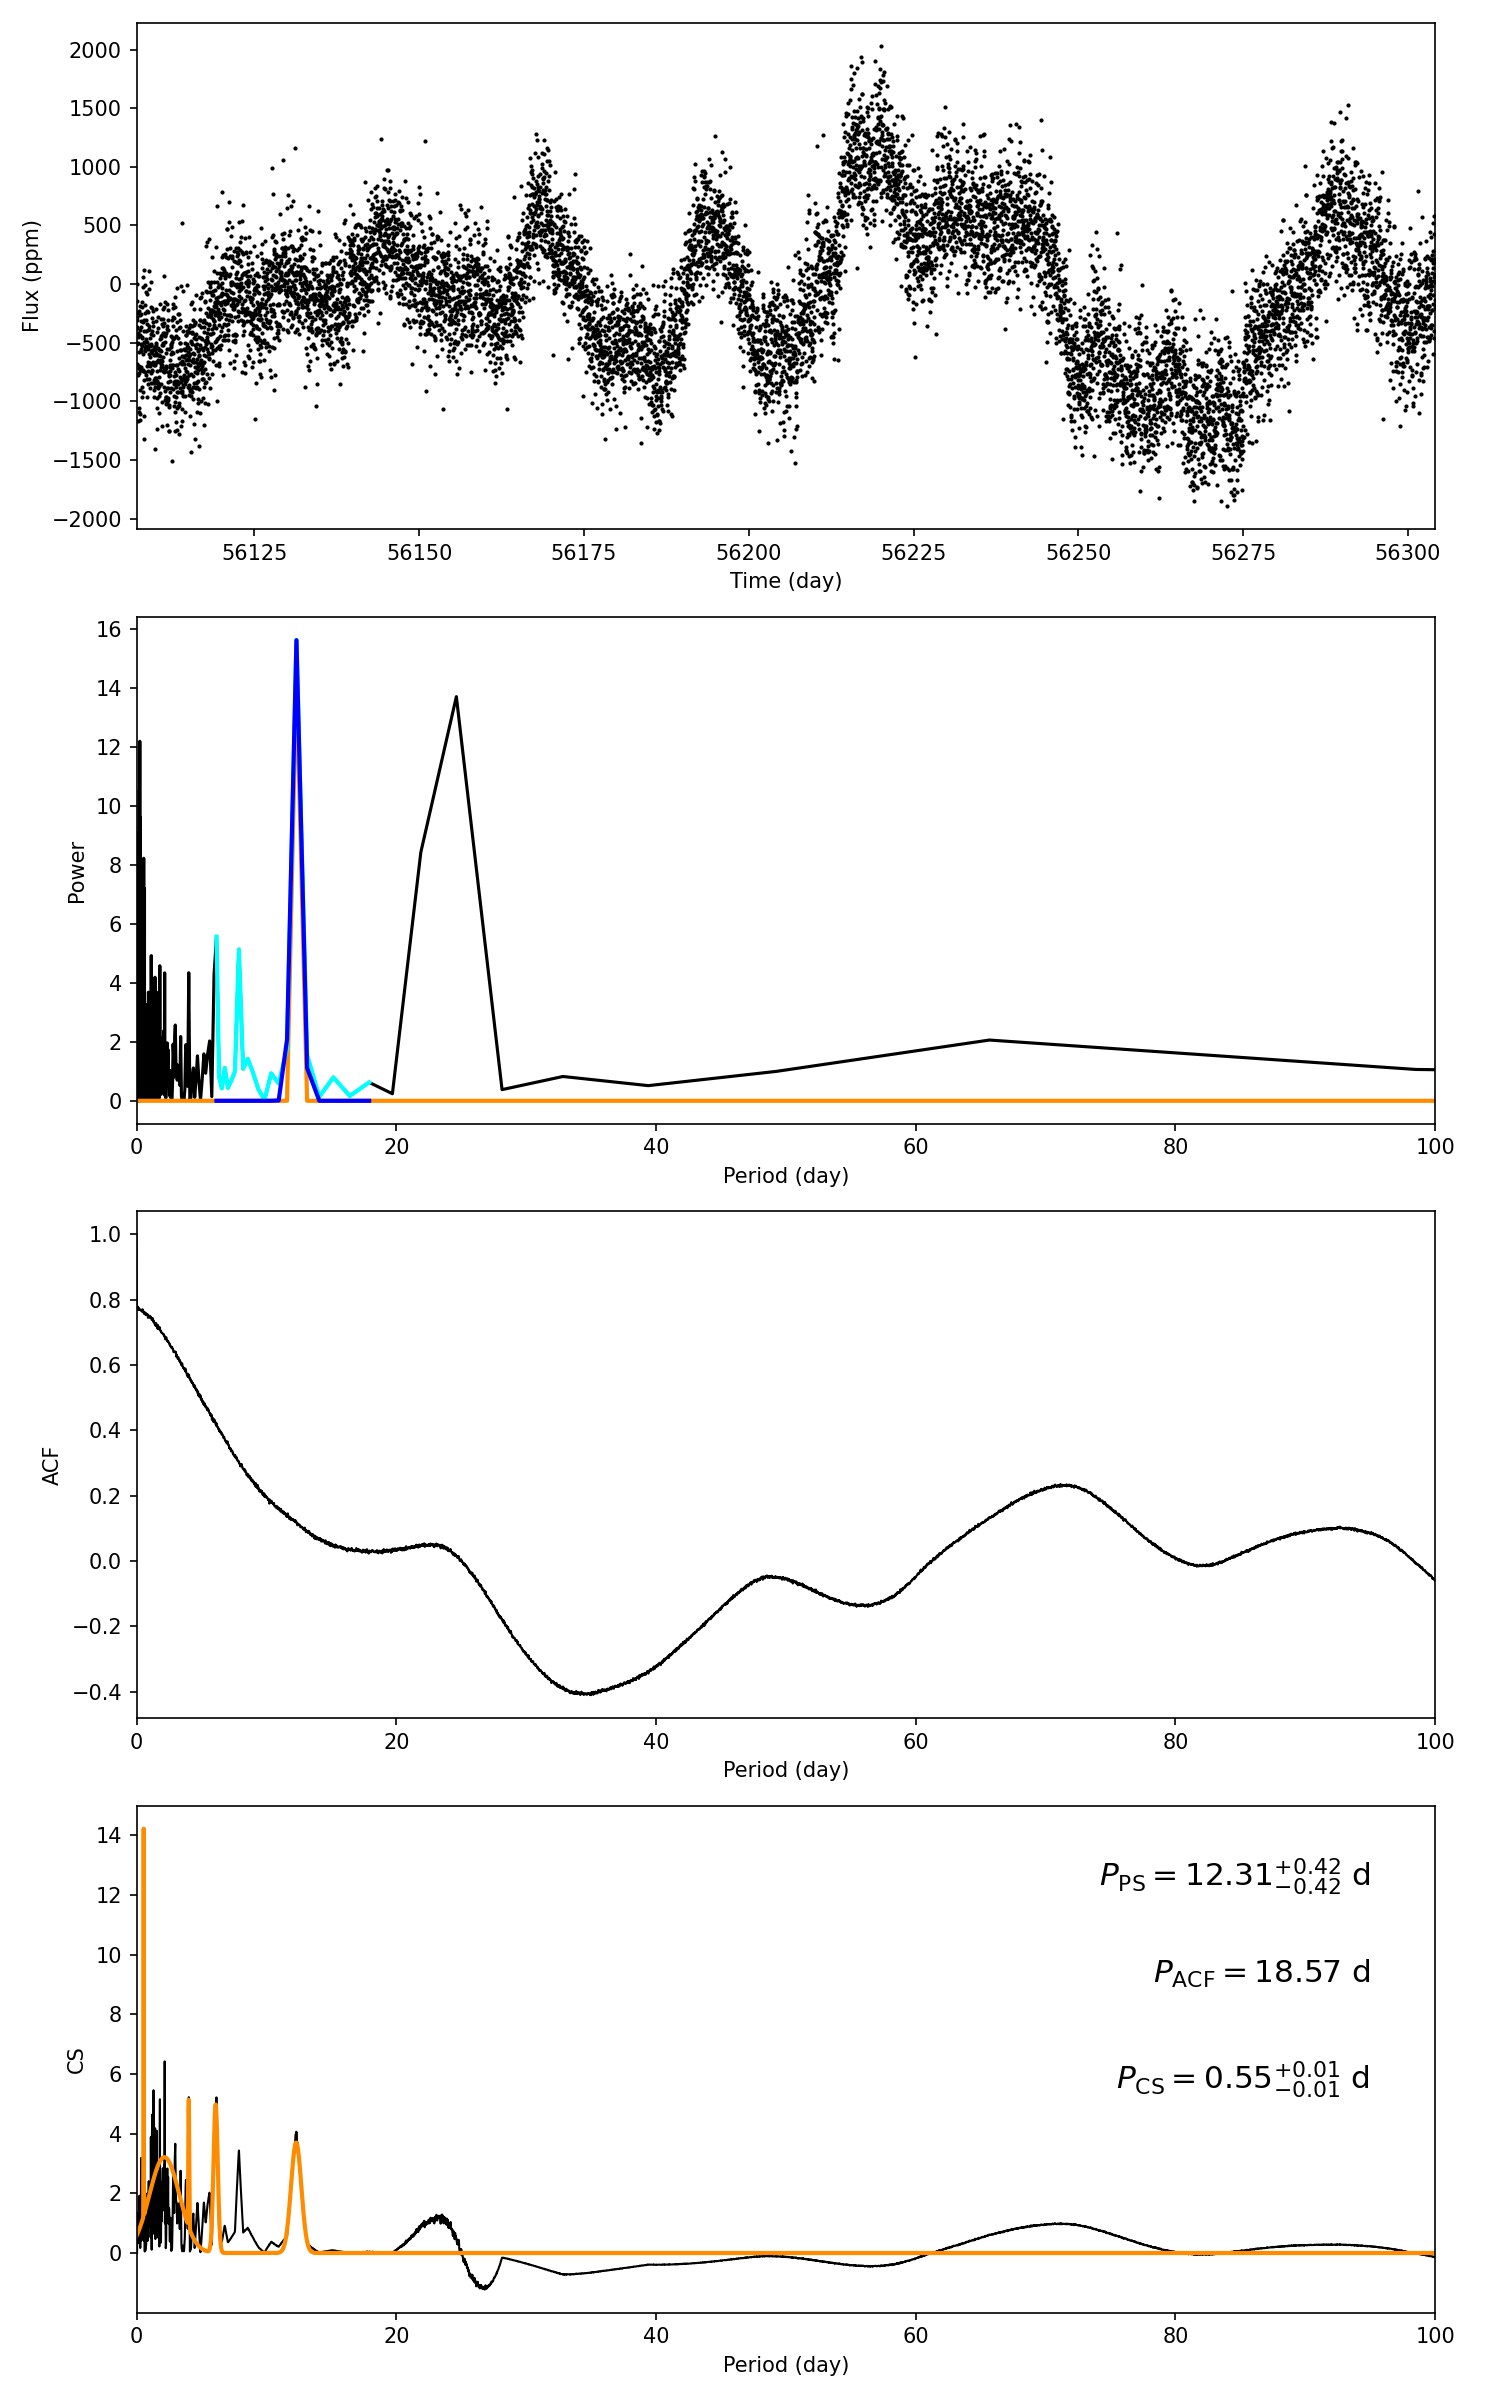 2000
1500
1000
500
0
−500
−1000
−1500
−2000
Flux (ppm)
56125 56150 56175 56200 56225 56250 56275 56300
Time (day)
16
14
12
10
8
6
4
2
0
Power
0 20 40 60 80 100
Period (day)
1.0
0.8
0.6
0.4
0.2
0.0
−0.2
−0.4
ACF
0 20 40 60 80 100
Period (day)
14
12
10
8
6
4
2
0
CS
P_PS = 12.31 +0.42 −0.42 d
P_ACF = 18.57 d
P_CS = 0.55 +0.01 −0.01 d
0 20 40 60 80 100
Period (day)